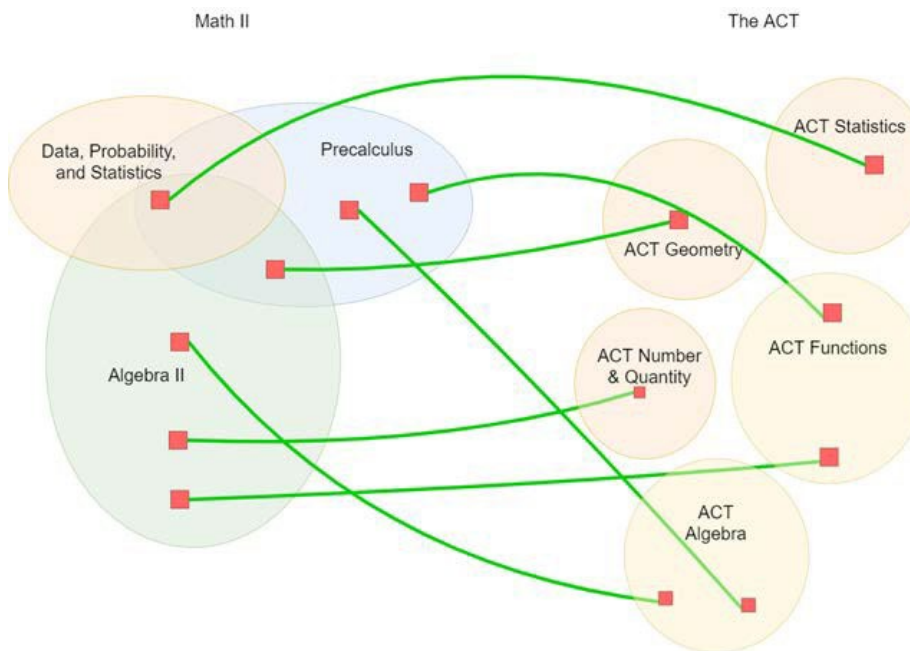 Math II
The ACT
Data, Probability,
and Statistics
Precalculus
ACT Statistics
ACT Geometry
ACT Number
& Quantity
ACT Functions
Algebra II
ACT
Algebra